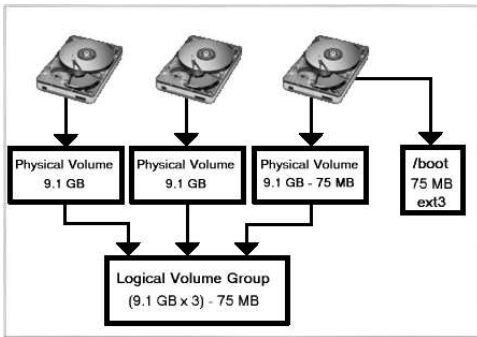 Physical Volume
9.1 GB
Physical Volume
9.1 GB
Physical Volume
9.1 GB - 75 MB
/boot
75 MB
ext3
Logical Volume Group
(9.1 GB x 3) - 75 MB